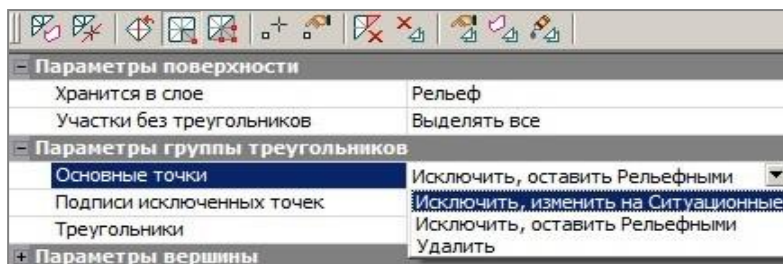 Параметры поверхности
Хранится в слое Рельеф
Участки без треугольников Выделять все
Параметры группы треугольников
Основные точки Исключить, оставить Рельефными
Подписи исключенных точек Исключить, изменить на Ситуационные
Исключить, оставить Рельефными
Треугольники
Удалить
Параметры вершины